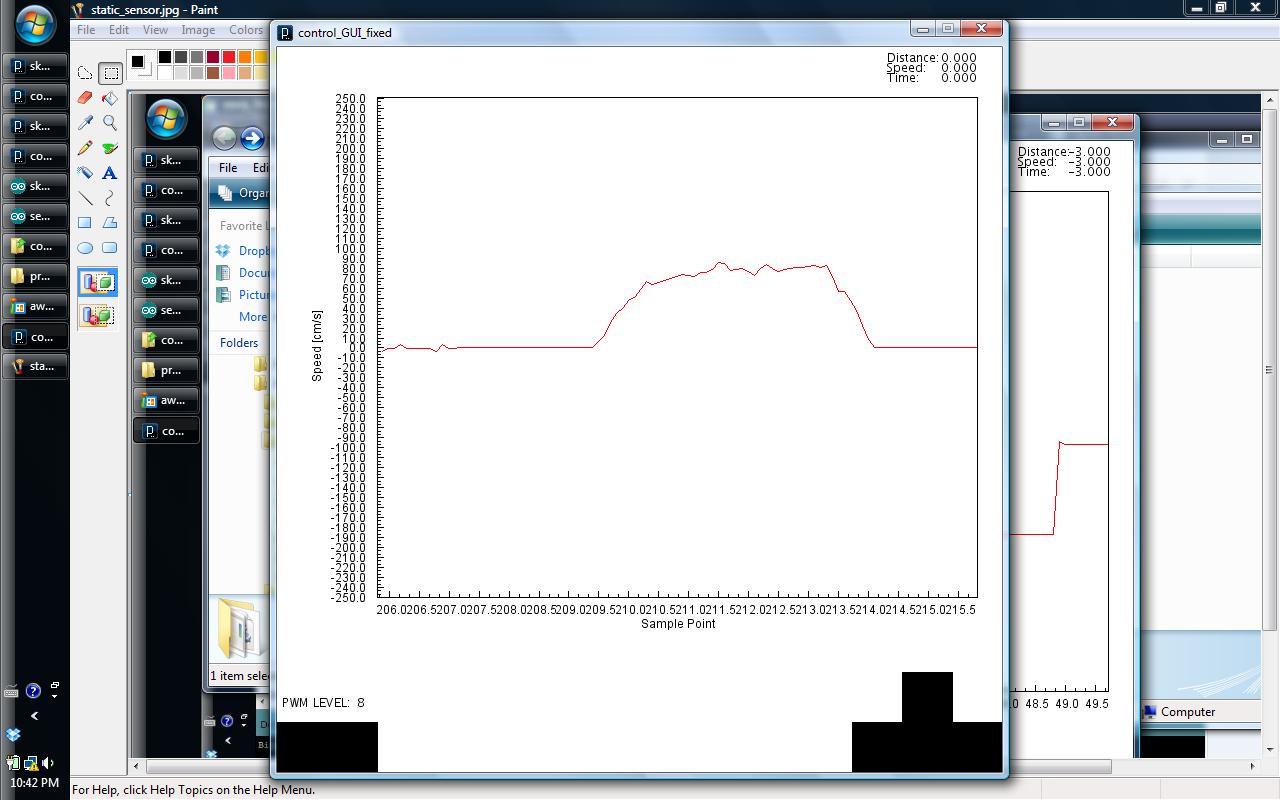 static_sensor.jpg - Paint
File Edit View Image Colors
sk...
co...
sk...
co...
sk...
se...
co...
pr...
aw...
co...
sta...
10:42 PM
For Help, click Help Topics on the Help Menu.
sk...
co...
sk...
co...
sk...
se...
co...
pr...
aw...
co...
File Edi
Organ
Favorite L
Dropb
Docu
Pictur
More
Folders
1 item selec
control_GUI_fixed
Distance: 0.000
Speed: 0.000
Time: 0.000
250.0
240.0
230.0
220.0
210.0
200.0
190.0
180.0
170.0
160.0
150.0
140.0
130.0
120.0
110.0
100.0
90.0
80.0
70.0
60.0
50.0
40.0
30.0
20.0
10.0
0.0
-10.0
-20.0
-30.0
-40.0
-50.0
-60.0
-70.0
-80.0
-90.0
-100.0
-110.0
-120.0
-130.0
-140.0
-150.0
-160.0
-170.0
-180.0
-190.0
-200.0
-210.0
-220.0
-230.0
-240.0
-250.0
Speed [cm/s]
206.0206.5207.0207.5208.0208.5209.0209.5210.0210.5211.0211.5212.0212.5213.0213.5214.0214.5215.0215.5
Sample Point
PWM LEVEL: 8
Distance:-3.000
Speed: -3.000
Time: -3.000
.0 48.5 49.0 49.5
Computer